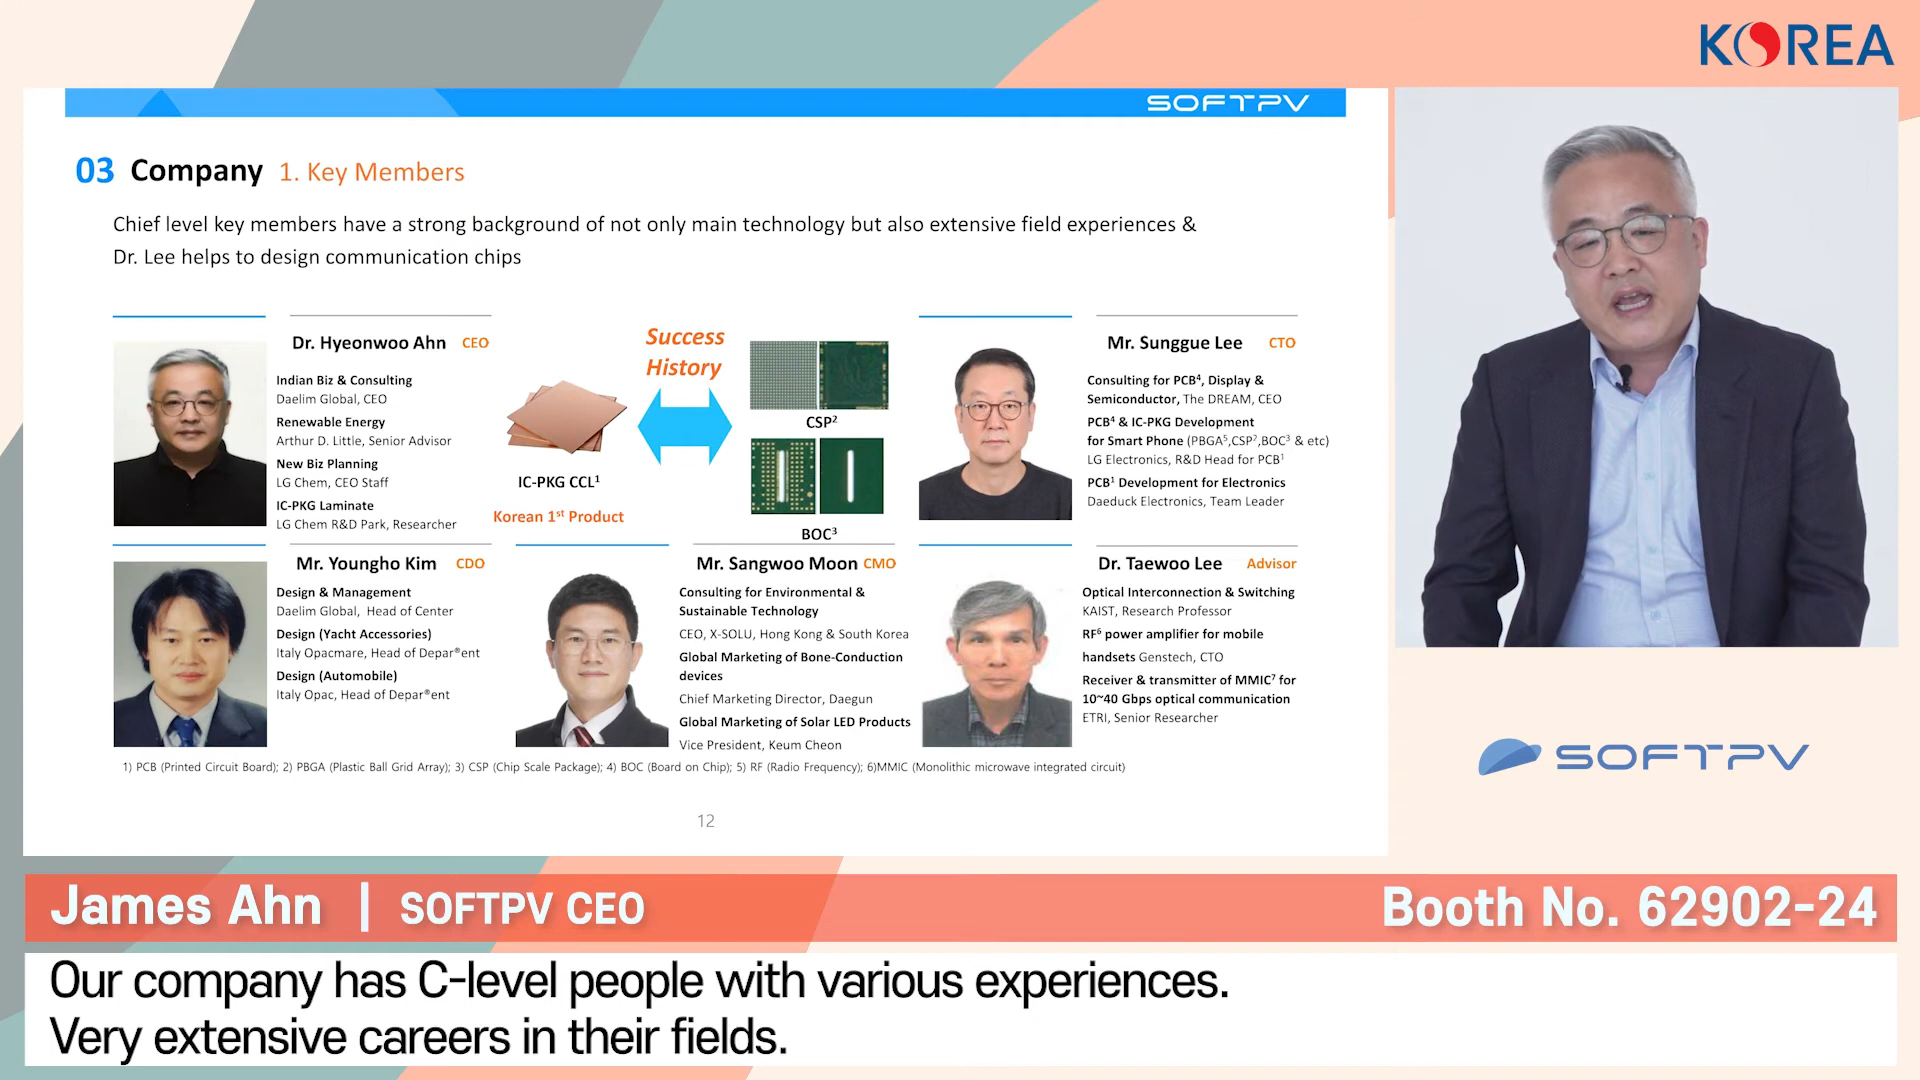 KOREA
SOFTPV
03 Company 1. Key Members
Chief level key members have a strong background of not only main technology but also extensive field experiences &
Dr. Lee helps to design communication chips
Dr. Hyeonwoo Ahn CEO
Indian Biz & Consulting
Daelim Global, CEO
Renewable Energy
Arthur D. Little, Senior Advisor
New Biz Planning
LG Chem, CEO Staff
IC-PKG Laminate
LG Chem R&D Park, Researcher
IC-PKG CCL¹
Korean 1st Product
Success
History
CSP²
BOC³
Mr. Sunggue Lee CTO
Consulting for PCB⁴, Display &
Semiconductor, The DREAM, CEO
PCB⁴ & IC-PKG Development
for Smart Phone (PBGA⁵,CSP²,BOC³ & etc)
LG Electronics, R&D Head for PCB¹
PCB¹ Development for Electronics
Daeduck Electronics, Team Leader
Mr. Youngho Kim CDO
Design & Management
Daelim Global, Head of Center
Design (Yacht Accessories)
Italy Opacmare, Head of Depar®ent
Design (Automobile)
Italy Opac, Head of Depar®ent
Mr. Sangwoo Moon CMO
Consulting for Environmental &
Sustainable Technology
CEO, X-SOLU, Hong Kong & South Korea
Global Marketing of Bone-Conduction
devices
Chief Marketing Director, Daegun
Global Marketing of Solar LED Products
Vice President, Keum Cheon
Dr. Taewoo Lee Advisor
Optical Interconnection & Switching
KAIST, Research Professor
RF⁶ power amplifier for mobile
handsets Genstech, CTO
Receiver & transmitter of MMIC⁷ for
10~40 Gbps optical communication
ETRI, Senior Researcher
1) PCB (Printed Circuit Board); 2) PBGA (Plastic Ball Grid Array); 3) CSP (Chip Scale Package); 4) BOC (Board on Chip); 5) RF (Radio Frequency); 6)MMIC (Monolithic microwave integrated circuit)
12
SOFTPV
James Ahn | SOFTPV CEO
Booth No. 62902-24
Our company has C-level people with various experiences.
Very extensive careers in their fields.